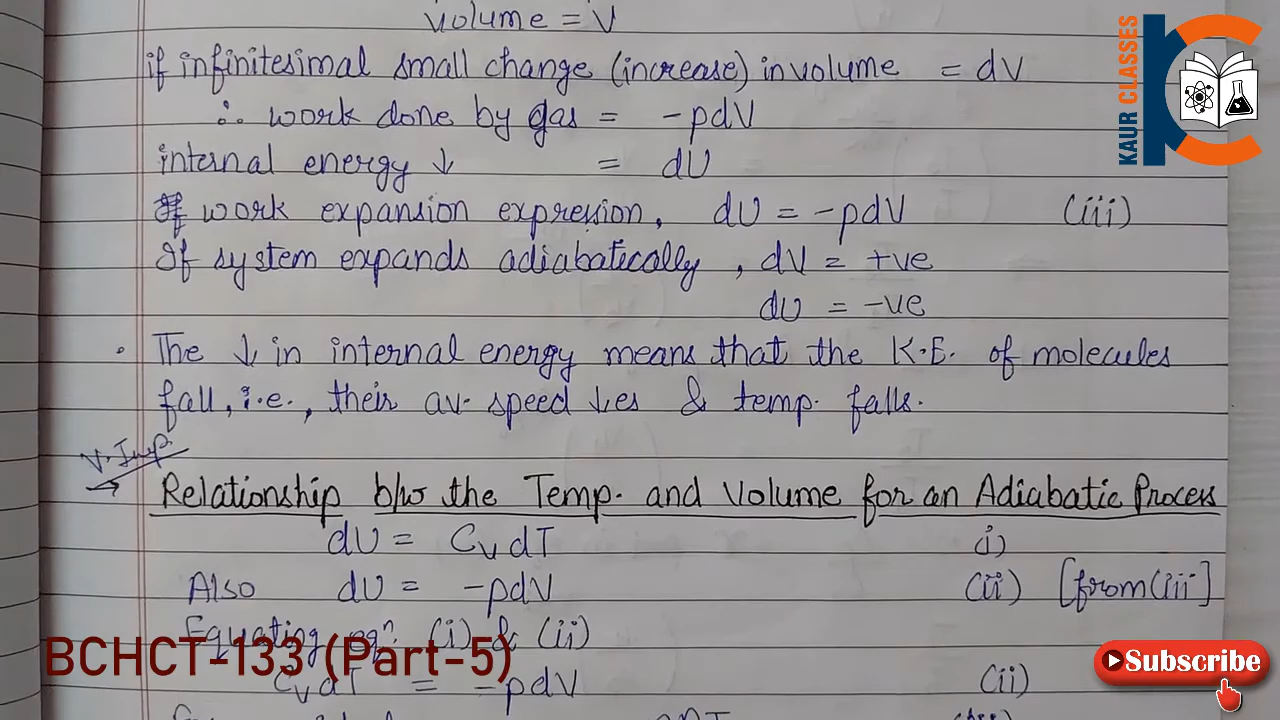 volume = V
if infinitesimal small change (increase) in volume = dV
∴ work done by gas = -pdV
internal energy ↓ = dU
If work expansion expression, dU = -pdV (iii)
If system expands adiabatically, dV = +ve
dU = -ve
. The ↓ in internal energy means that the K.E. of molecules
fall, i.e., their av. speed ↓es & temp. falls.
V. Imp.
→ Relationship b/w the Temp. and Volume for an Adiabatic Process
dU = CvdT (i)
Also dU = -pdV (ii) [from (iii]
Equating eqn. (i) & (ii)
CvdT = -pdV (ii)
KAUR CLASSES
KC
BCHCT-133 (Part-5)
Subscribe